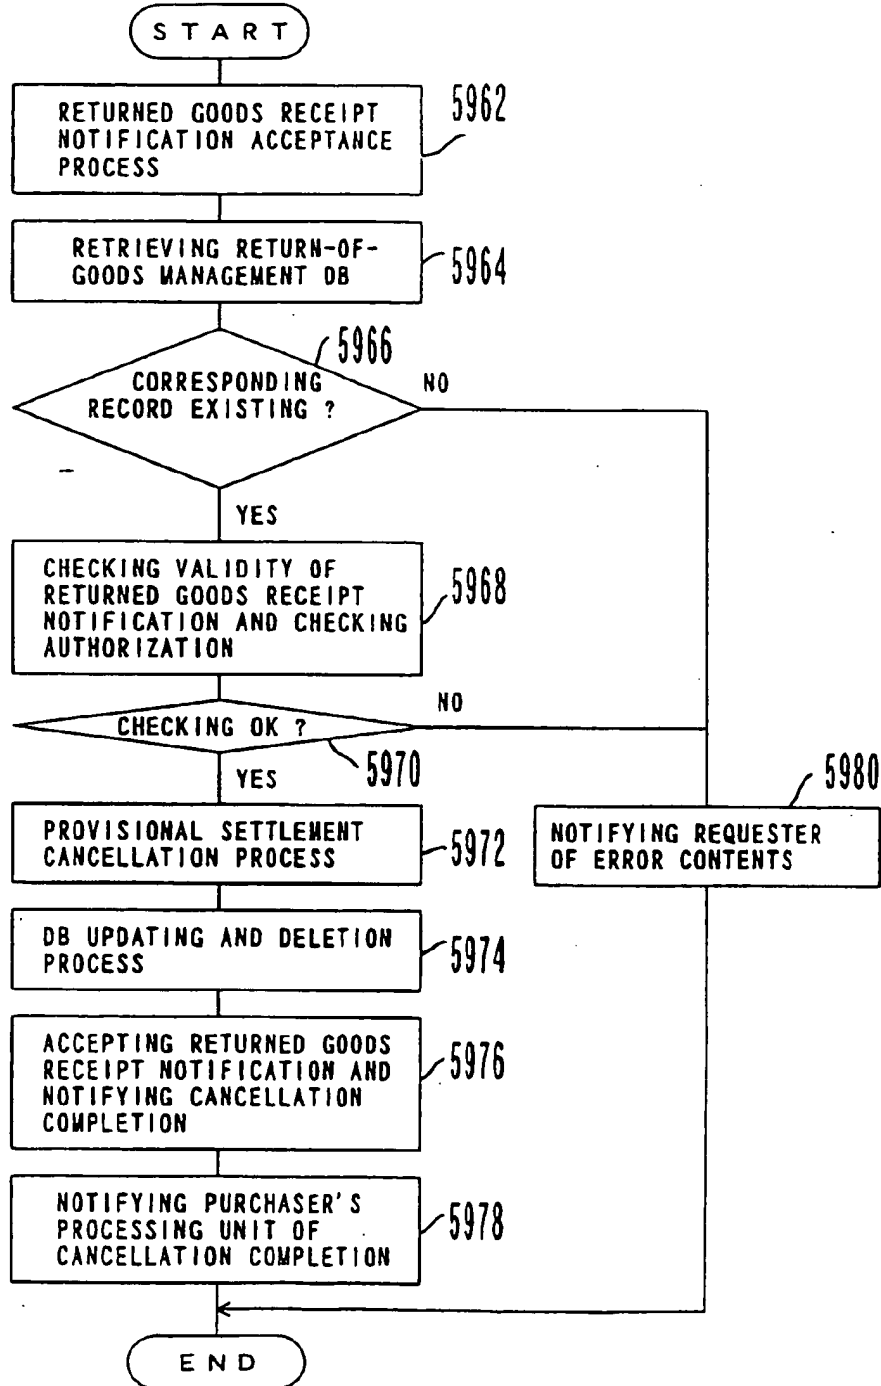 START
RETURNED GOODS RECEIPT
NOTIFICATION ACCEPTANCE
PROCESS
5962
RETRIEVING RETURN-OF-
GOODS MANAGEMENT DB
5964
5966
CORRESPONDING
RECORD EXISTING ?
NO
YES
CHECKING VALIDITY OF
RETURNED GOODS RECEIPT
NOTIFICATION AND CHECKING
AUTHORIZATION
5968
CHECKING OK ?
NO
5970
YES
PROVISIONAL SETTLEMENT
CANCELLATION PROCESS
5972
5980
NOTIFYING REQUESTER
OF ERROR CONTENTS
DB UPDATING AND DELETION
PROCESS
5974
ACCEPTING RETURNED GOODS
RECEIPT NOTIFICATION AND
NOTIFYING CANCELLATION
COMPLETION
5976
NOTIFYING PURCHASER'S
PROCESSING UNIT OF
CANCELLATION COMPLETION
5978
END